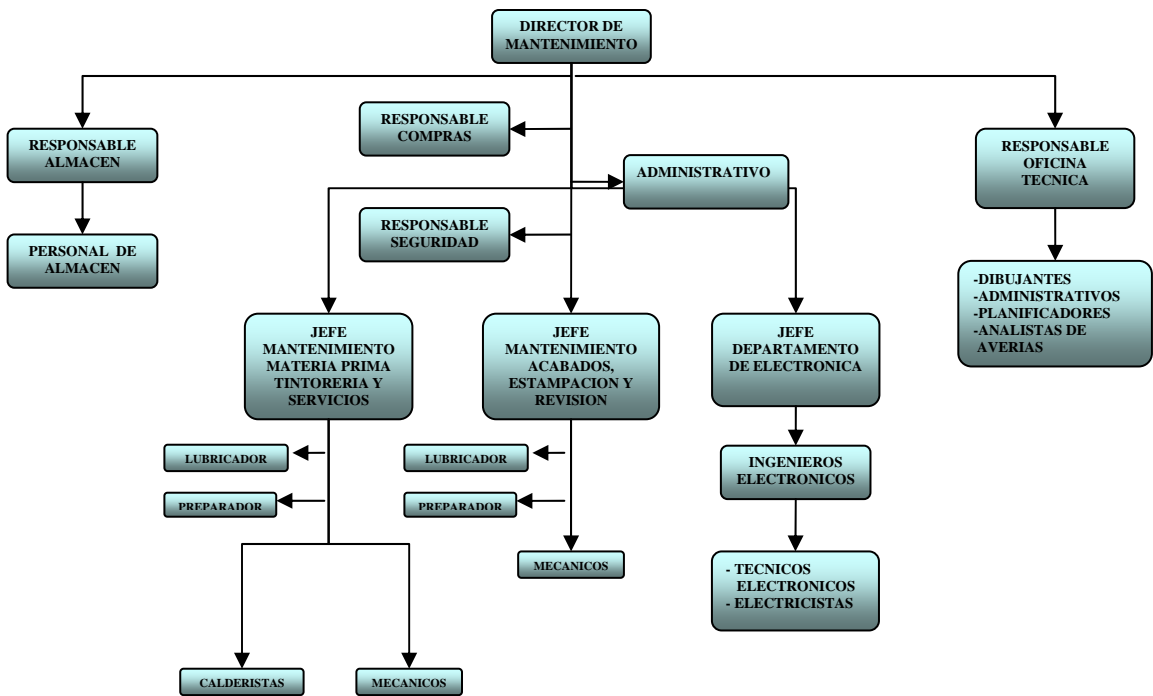 DIRECTOR DE
MANTENIMIENTO
RESPONSABLE
COMPRAS
RESPONSABLE
ALMACEN
RESPONSABLE
OFICINA
TECNICA
ADMINISTRATIVO
RESPONSABLE
SEGURIDAD
PERSONAL DE
ALMACEN
-DIBUJANTES
-ADMINISTRATIVOS
-PLANIFICADORES
-ANALISTAS DE
AVERIAS
JEFE
MANTENIMIENTO
MATERIA PRIMA
TINTORERIA Y
SERVICIOS
JEFE
MANTENIMIENTO
ACABADOS,
ESTAMPACION Y
REVISION
JEFE
DEPARTAMENTO
DE ELECTRONICA
LUBRICADOR
LUBRICADOR
INGENIEROS
ELECTRONICOS
PREPARADOR
PREPARADOR
MECANICOS
- TECNICOS
ELECTRONICOS
- ELECTRICISTAS
CALDERISTAS
MECANICOS